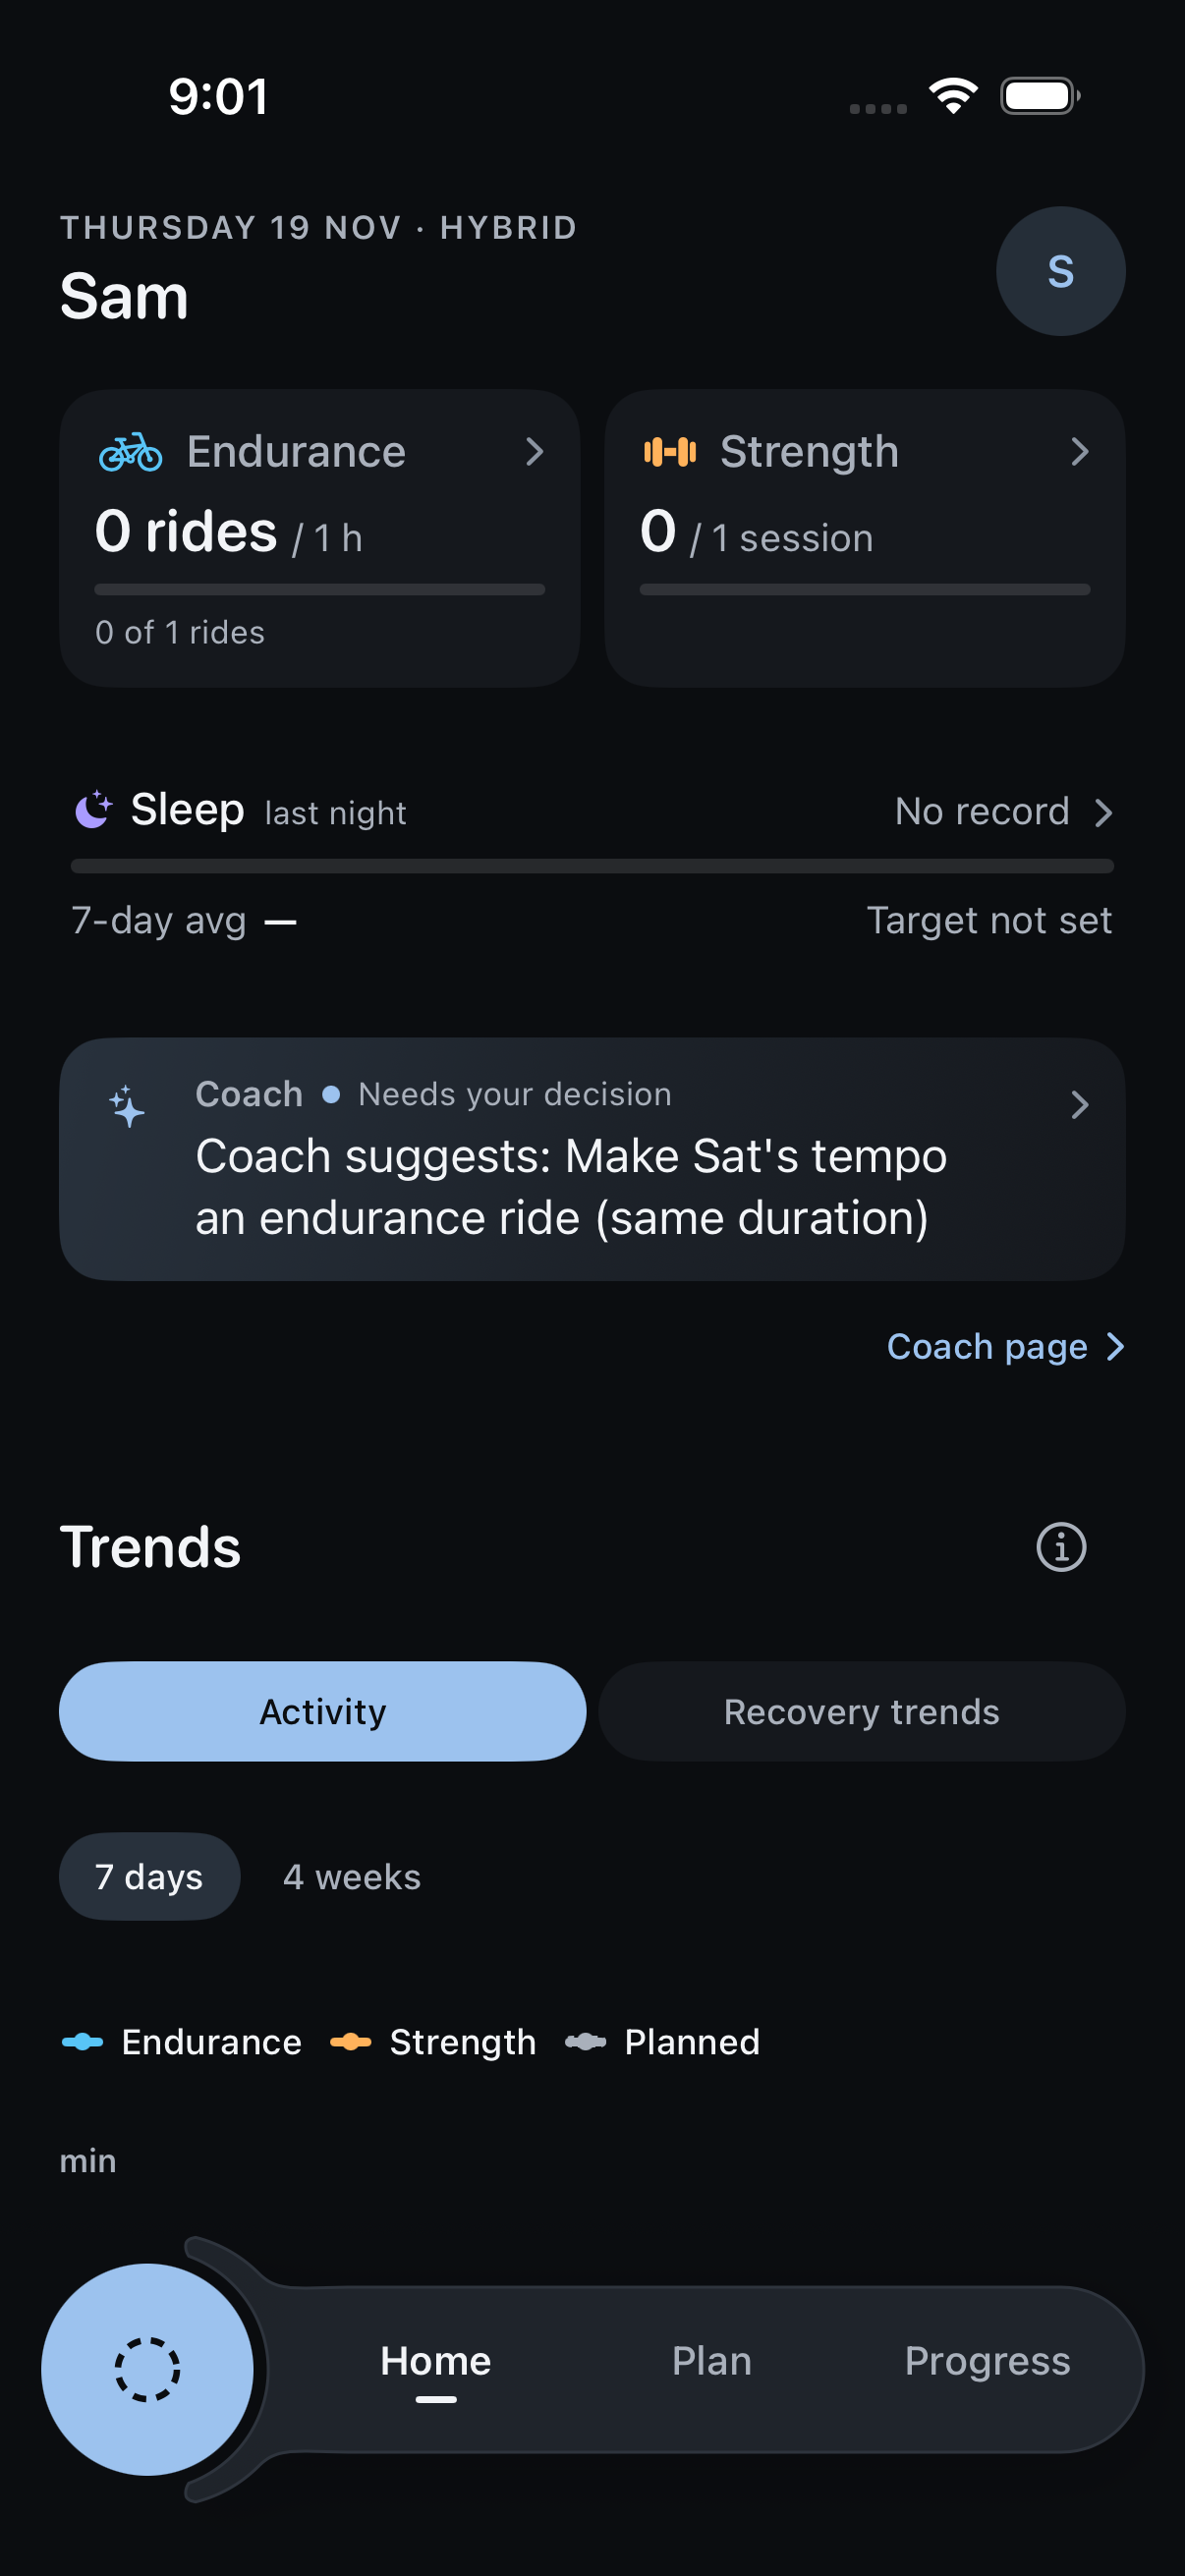 9:01
THURSDAY 19 NOV · HYBRID
Sam
S
Endurance
0 rides / 1 h
0 of 1 rides
Strength
0 / 1 session
Sleep last night
No record
7-day avg —
Target not set
Coach • Needs your decision
Coach suggests: Make Sat's tempo
an endurance ride (same duration)
Coach page
Trends
Activity
Recovery trends
7 days
4 weeks
Endurance
Strength
Planned
min
Home
Plan
Progress